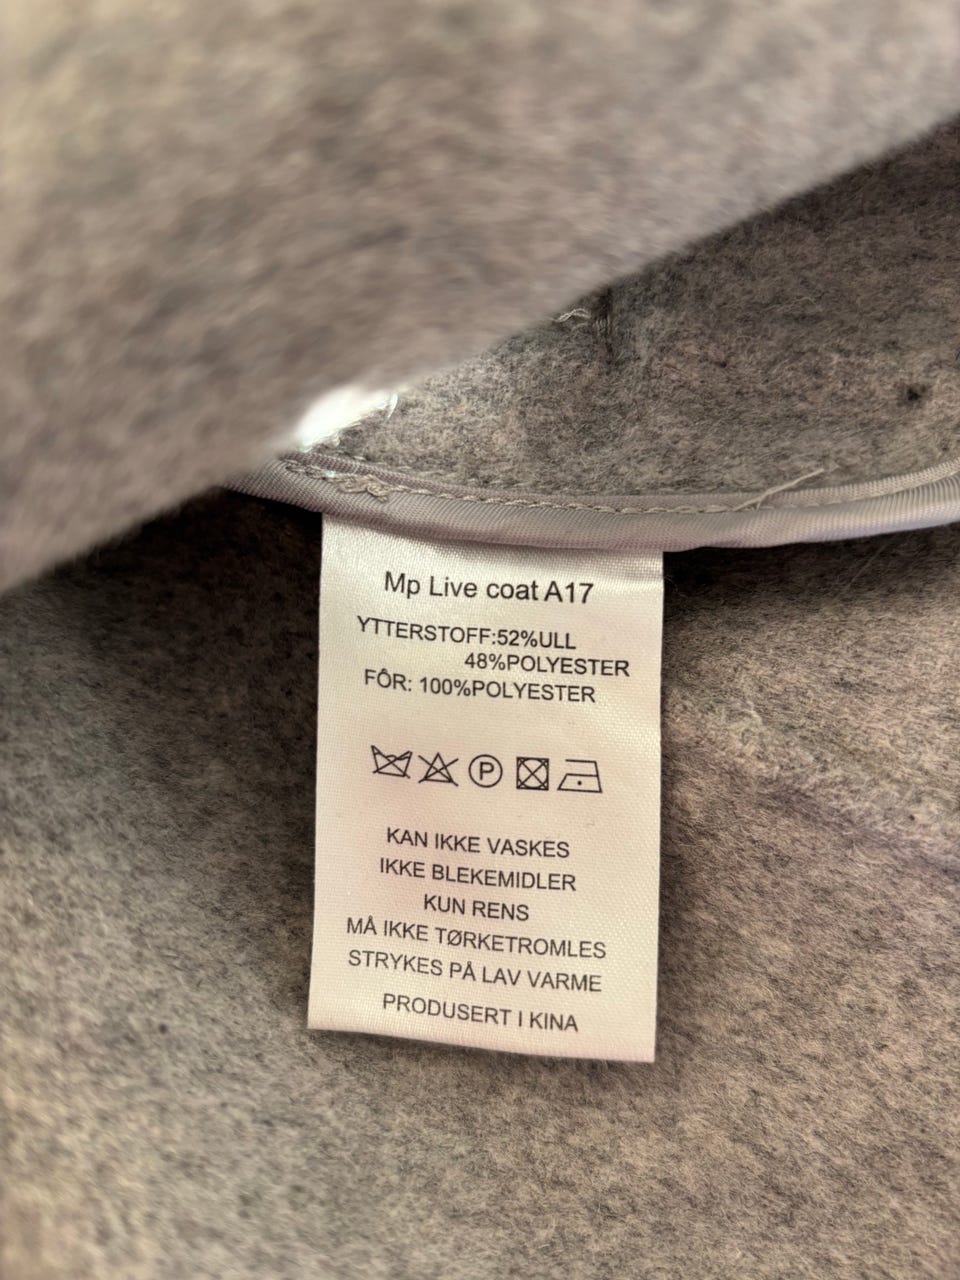 Mp Live coat A17
YTTERSTOFF:52%ULL
48%POLYESTER
FÔR: 100%POLYESTER
P
KAN IKKE VASKES
IKKE BLEKEMIDLER
KUN RENS
MÅ IKKE TØRKETROMLES
STRYKES PÅ LAV VARME
PRODUSERT I KINA